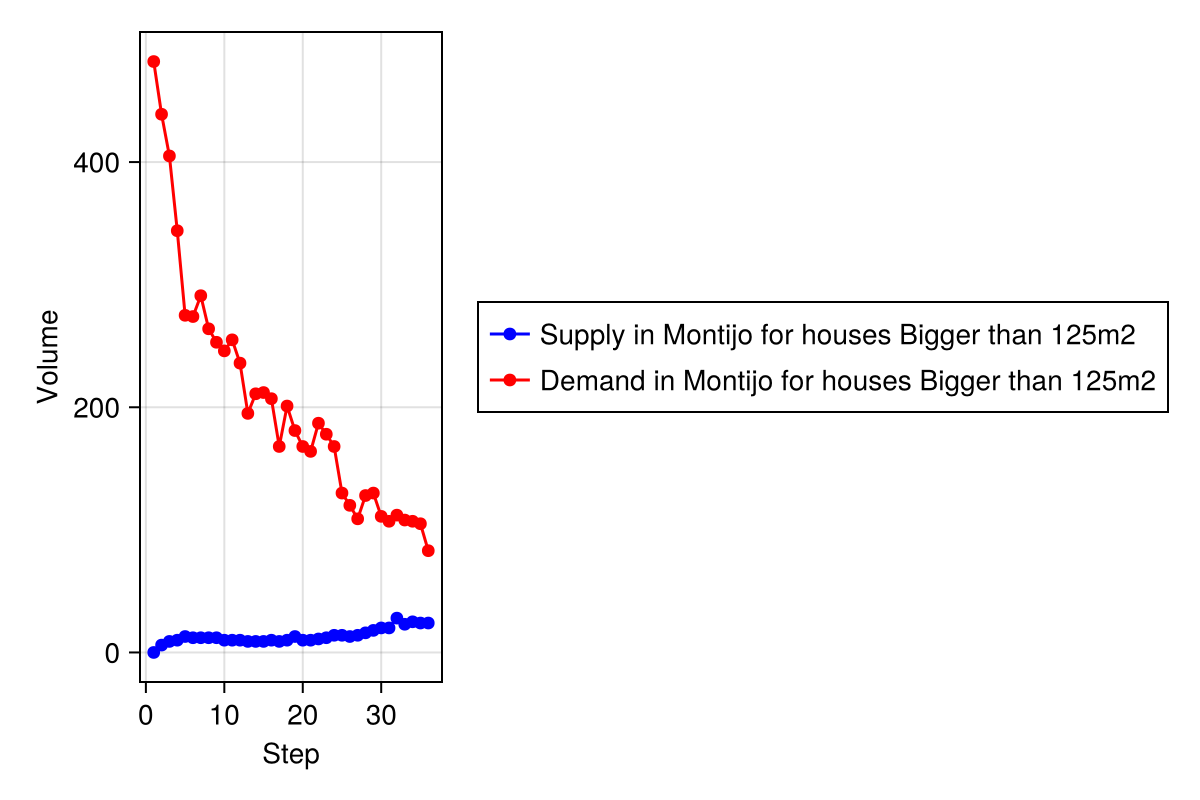 400
200
0
Volume
0 10 20 30
Step
Supply in Montijo for houses Bigger than 125m2
Demand in Montijo for houses Bigger than 125m2